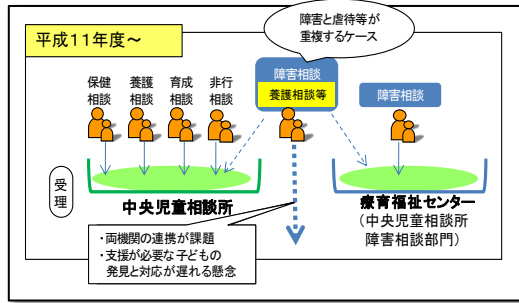 平成11年度～
障害と虐待等が
重複するケース
保健
相談
養護
相談
育成
相談
非行
相談
障害相談
養護相談等
障害相談
受理
中央児童相談所
療育福祉センター
（中央児童相談所
障害相談部門）
・両機関の連携が課題
・支援が必要な子どもの
発見と対応が遅れる懸念